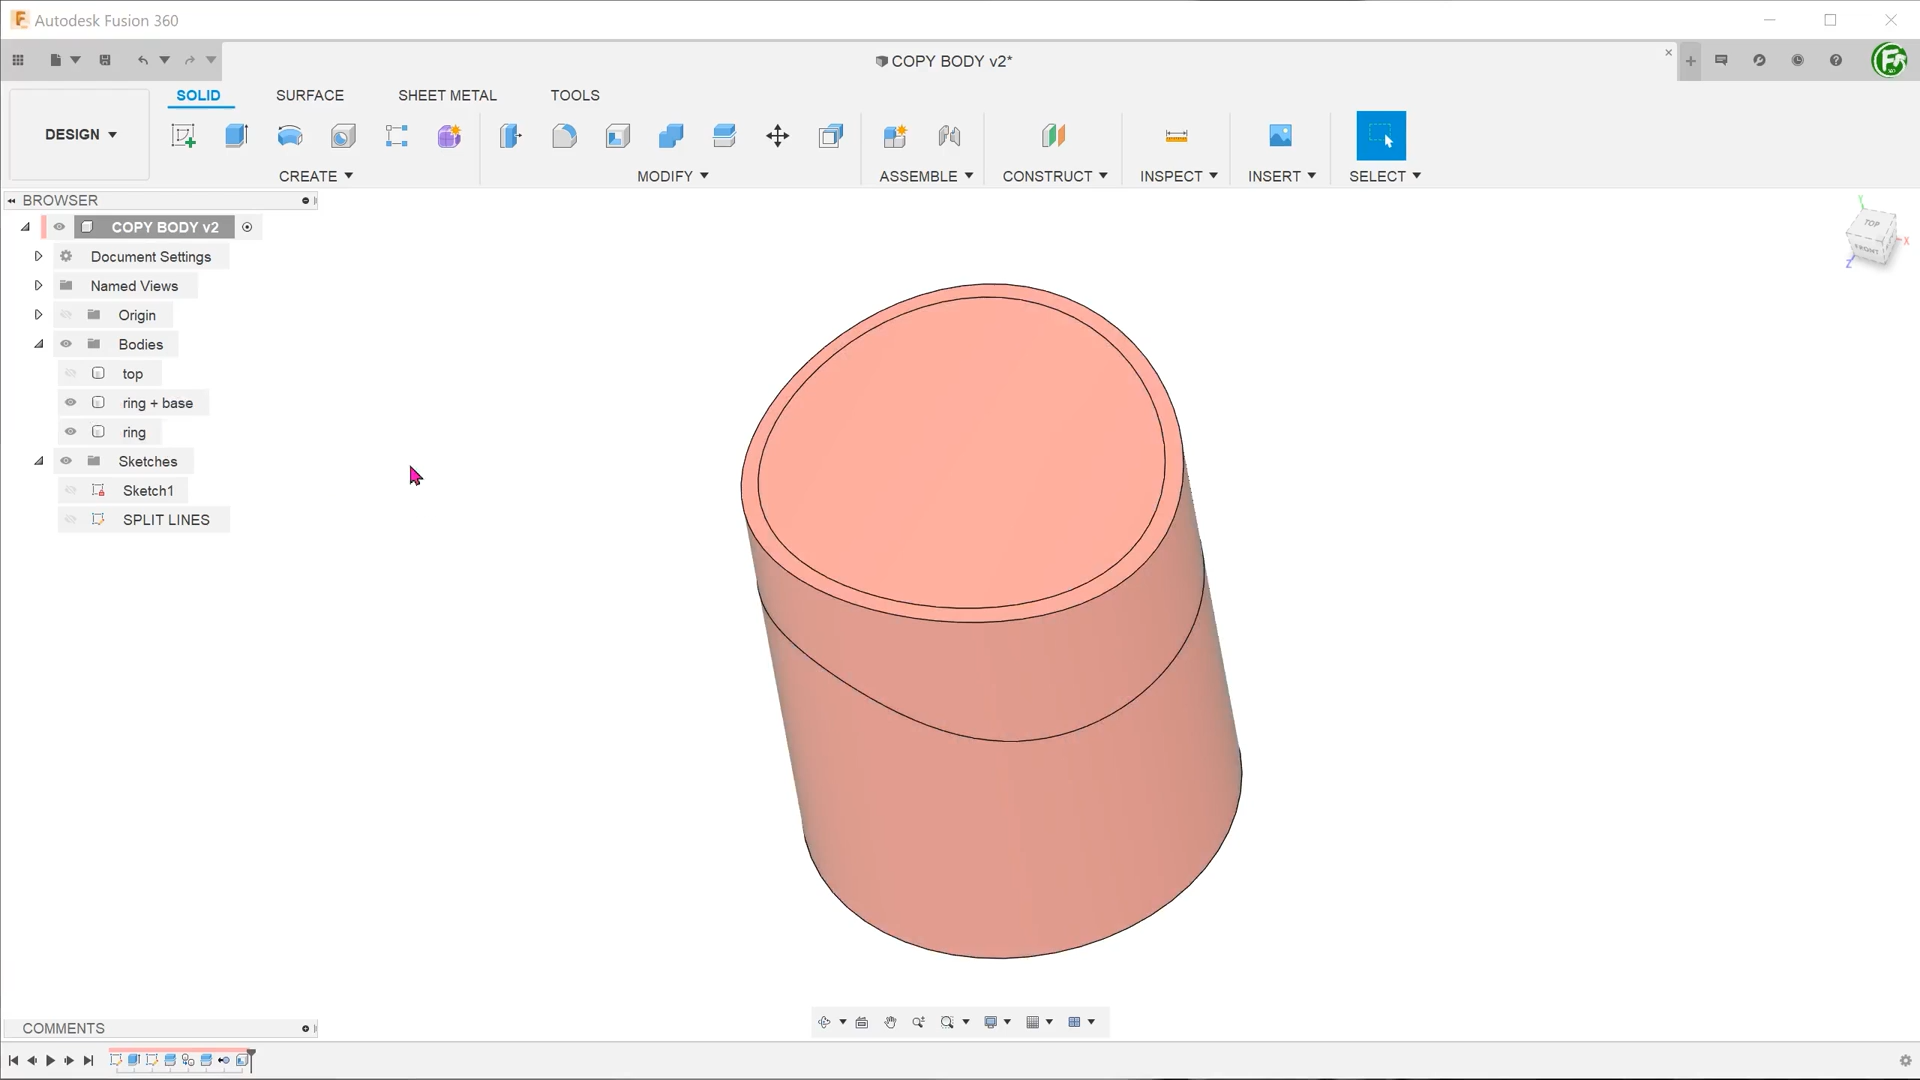 Autodesk Fusion 360
COPY BODY v2*
SOLID
SURFACE
SHEET METAL
TOOLS
DESIGN
CREATE
MODIFY
ASSEMBLE
CONSTRUCT
INSPECT
INSERT
SELECT
BROWSER
COPY BODY v2
Document Settings
Named Views
Origin
Bodies
top
ring + base
ring
Sketches
Sketch1
SPLIT LINES
TOP
FRONT
X
Y
Z
COMMENTS